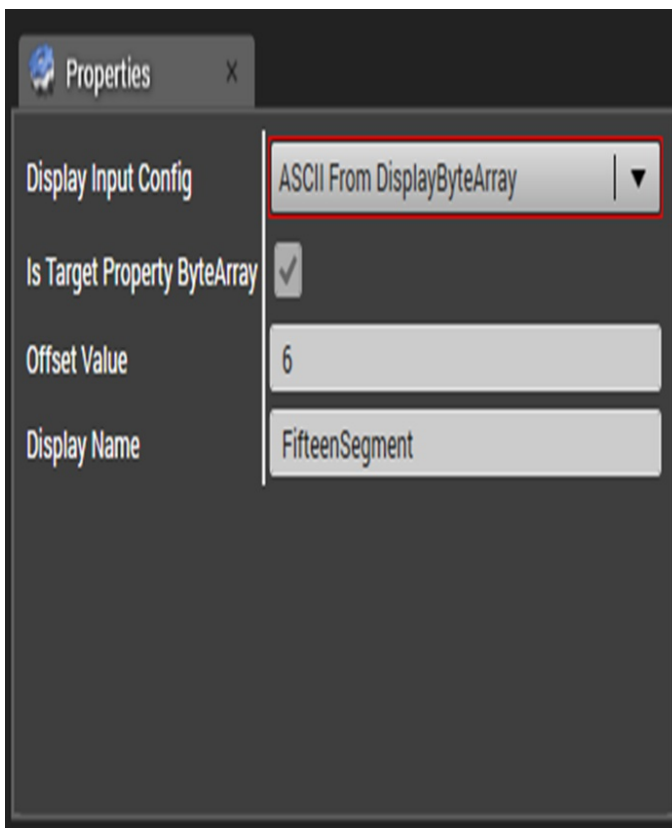 Properties
Display Input Config ASCII From DisplayByteArray
Is Target Property ByteArray
Offset Value 6
Display Name FifteenSegment